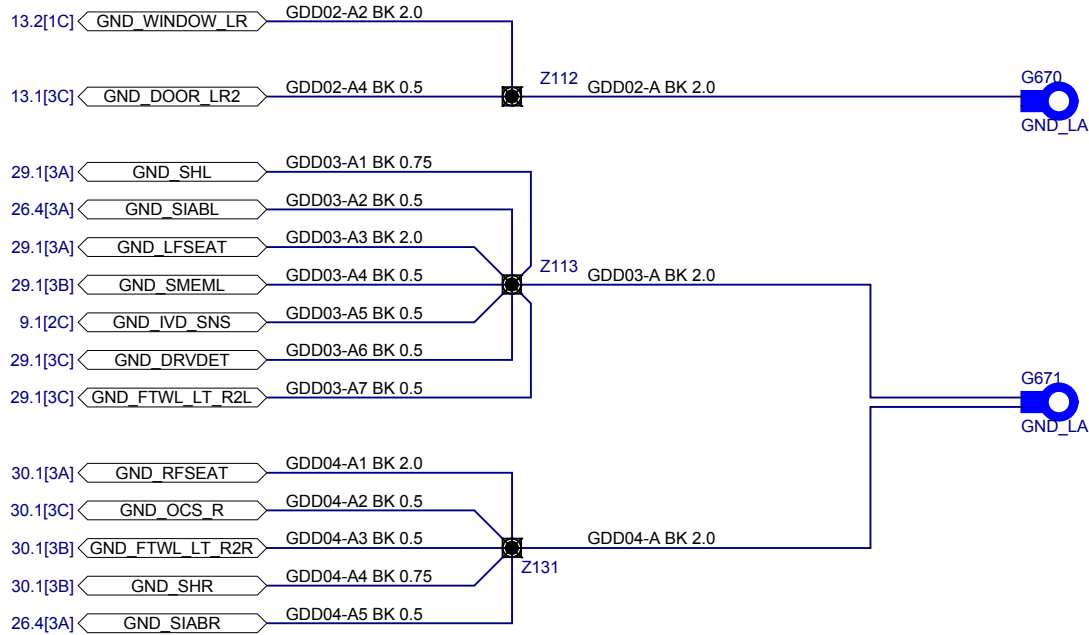 13.2[1C] GND_WINDOW_LR GDD02-A2 BK 2.0
13.1[3C] GND_DOOR_LR2 GDD02-A4 BK 0.5 Z112 GDD02-A BK 2.0 G670
GND_LA
29.1[3A] GND_SHL GDD03-A1 BK 0.75
26.4[3A] GND_SIABL GDD03-A2 BK 0.5
29.1[3A] GND_LFSEAT GDD03-A3 BK 2.0
29.1[3B] GND_SMEML GDD03-A4 BK 0.5 Z113 GDD03-A BK 2.0
9.1[2C] GND_IVD_SNS GDD03-A5 BK 0.5
29.1[3C] GND_DRVDET GDD03-A6 BK 0.5
29.1[3C] GND_FTWL_LT_R2L GDD03-A7 BK 0.5 G671
GND_LA
30.1[3A] GND_RFSEAT GDD04-A1 BK 2.0
30.1[3C] GND_OCS_R GDD04-A2 BK 0.5
30.1[3B] GND_FTWL_LT_R2R GDD04-A3 BK 0.5 GDD04-A BK 2.0
Z131
30.1[3B] GND_SHR GDD04-A4 BK 0.75
26.4[3A] GND_SIABR GDD04-A5 BK 0.5